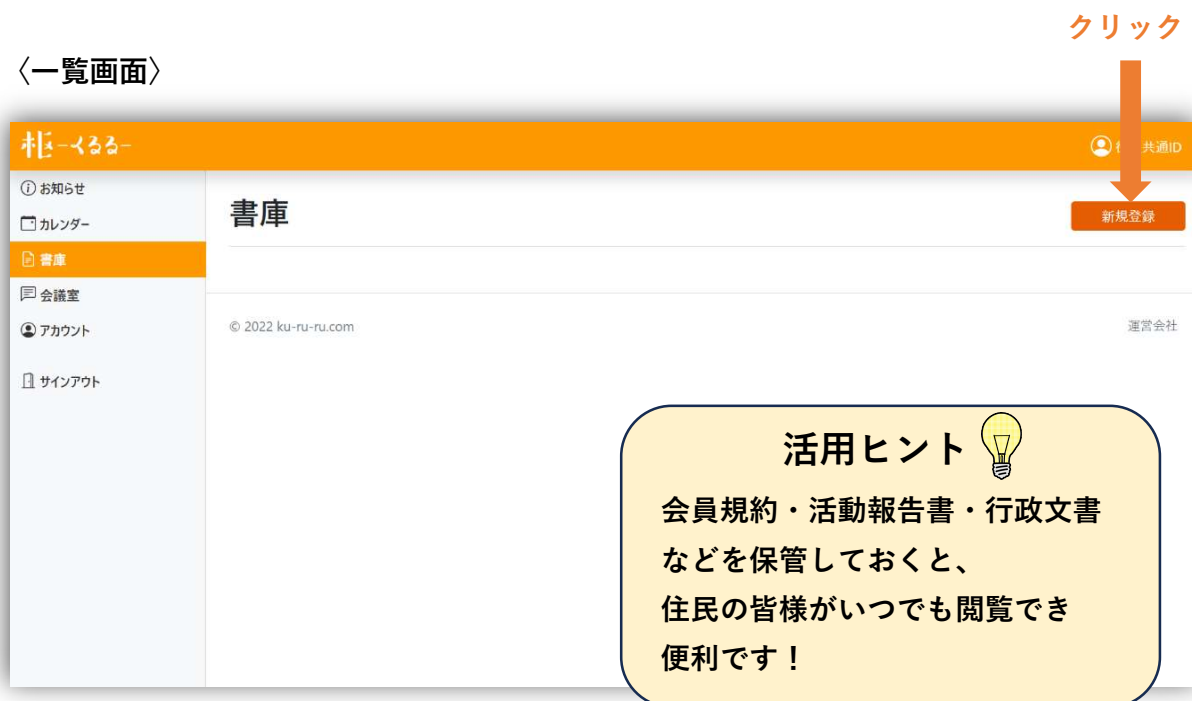 クリック
〈一覧画面〉
枢-くるる-
共通ID
お知らせ
カレンダー
書庫
会議室
アカウント
サインアウト
書庫
新規登録
© 2022 ku-ru-ru.com
運営会社
活用ヒント
会員規約・活動報告書・行政文書
などを保管しておくと、
住民の皆様がいつでも閲覧でき
便利です！